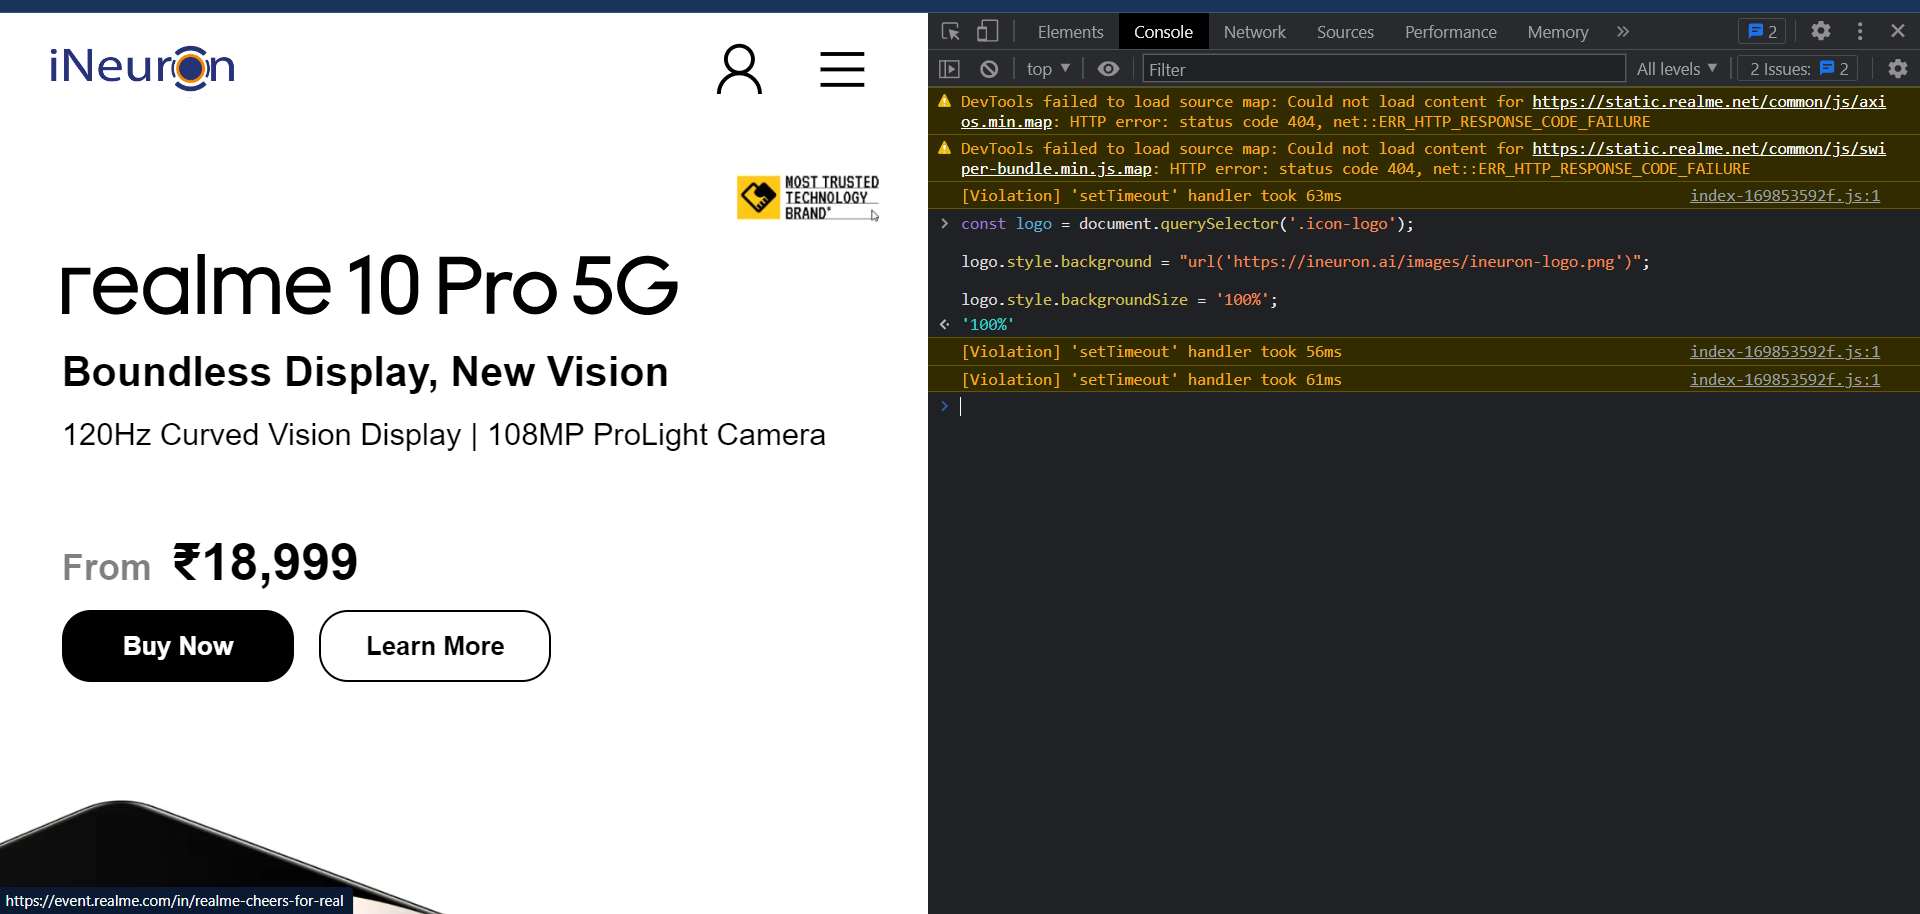 iNeuron
MOST TRUSTED
TECHNOLOGY
BRAND*
realme 10 Pro 5G
Boundless Display, New Vision
120Hz Curved Vision Display | 108MP ProLight Camera
From ₹18,999
Buy Now
Learn More
https://event.realme.com/in/realme-cheers-for-real
Elements Console Network Sources Performance Memory » 2
top ▼ Filter All levels ▼ 2 Issues: 2
DevTools failed to load source map: Could not load content for https://static.realme.net/common/js/axi
os.min.map: HTTP error: status code 404, net::ERR_HTTP_RESPONSE_CODE_FAILURE
DevTools failed to load source map: Could not load content for https://static.realme.net/common/js/swi
per-bundle.min.js.map: HTTP error: status code 404, net::ERR_HTTP_RESPONSE_CODE_FAILURE
[Violation] 'setTimeout' handler took 63ms index-169853592f.js:1
const logo = document.querySelector('.icon-logo');
logo.style.background = "url('https://ineuron.ai/images/ineuron-logo.png')";
logo.style.backgroundSize = '100%';
'100%'
[Violation] 'setTimeout' handler took 56ms index-169853592f.js:1
[Violation] 'setTimeout' handler took 61ms index-169853592f.js:1